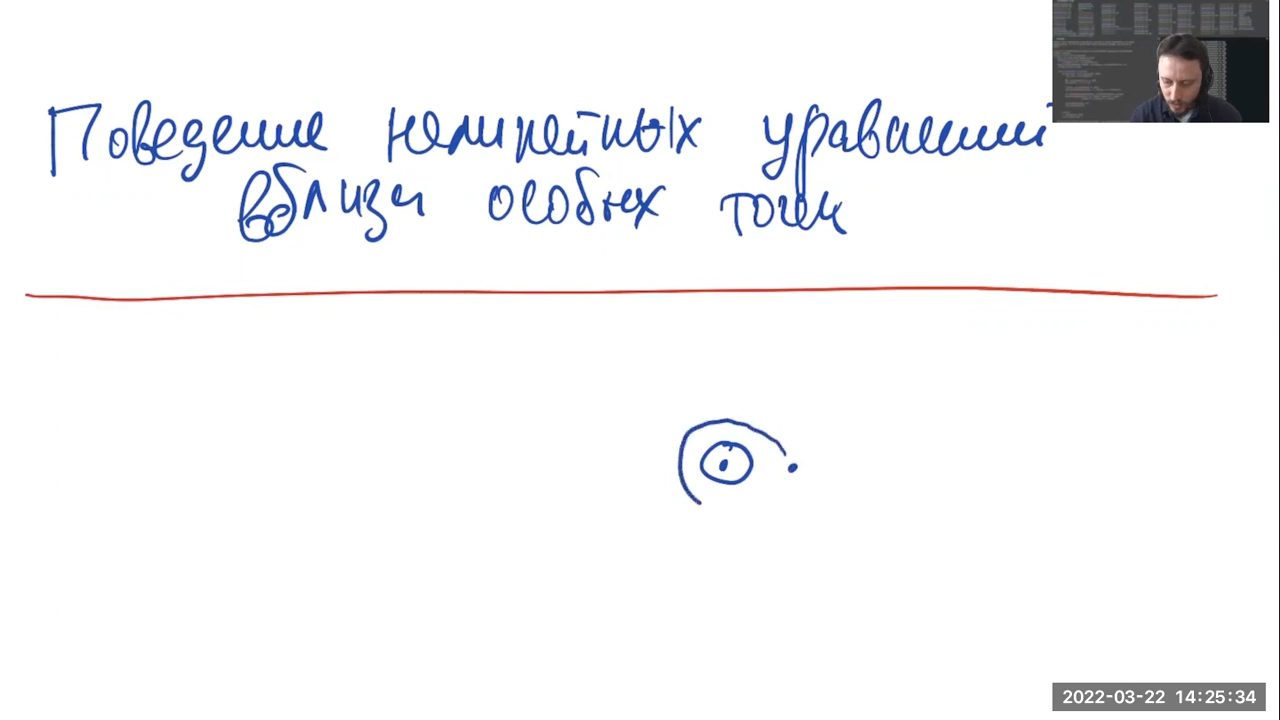 Поведение нелинейных уравнений
вблизи особых точек
2022-03-22 14:25:34